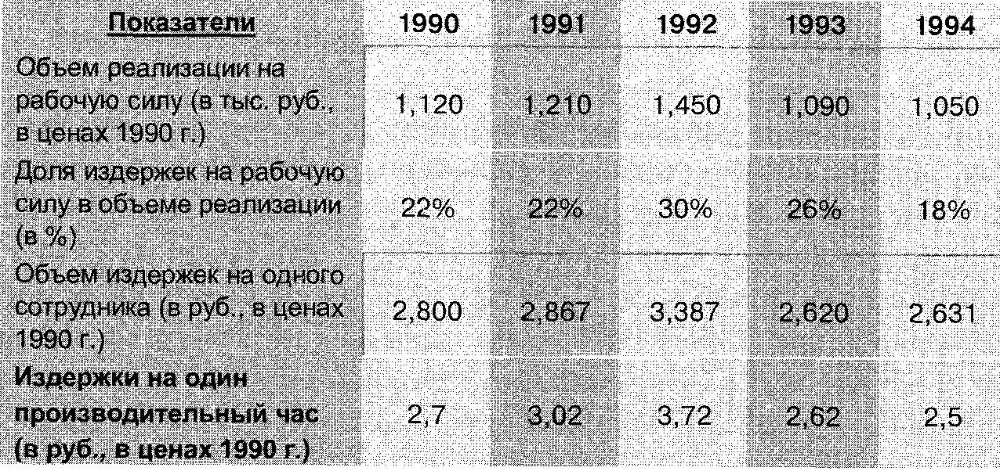 Показатели 1990 1991 1992 1993 1994
Объем реализации на
рабочую силу (в тыс. руб., 1,120 1,210 1,450 1,090 1,050
в ценах 1990 г.)
Доля издержек на рабочую
силу в объеме реализации 22% 22% 30% 26% 18%
(в %)
Объем издержек на одного
сотрудника (в руб., в ценах 2,800 2,867 3,387 2,620 2,631
1990 г.)
Издержки на один
производительный час 2,7 3,02 3,72 2,62 2,5
(в руб., в ценах 1990 г.)